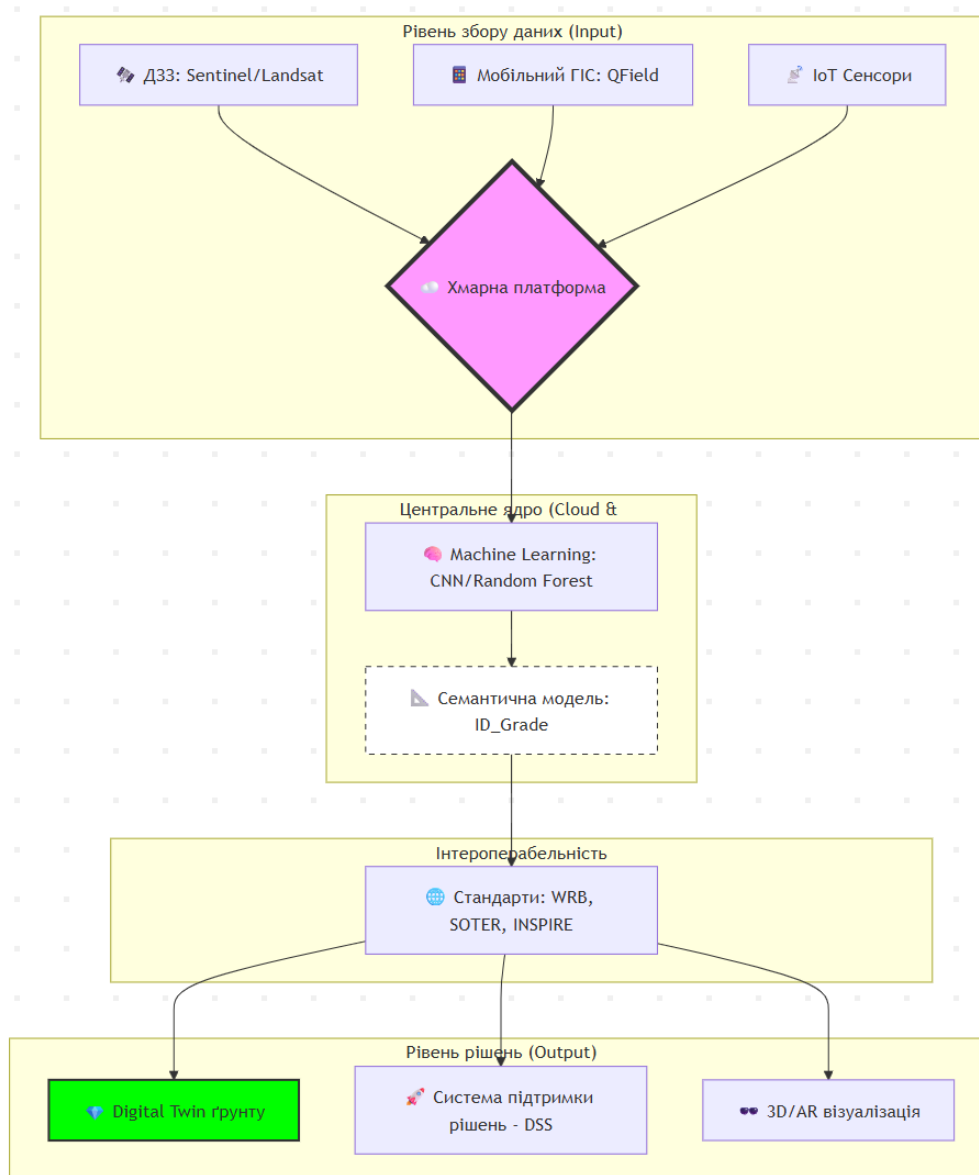 Рівень збору даних (Input)
ДЗЗ: Sentinel/Landsat
Мобільний ГІС: QField
IoT Сенсори
Хмарна платформа
Центральне ядро (Cloud &
Machine Learning:
CNN/Random Forest
Семантична модель:
ID_Grade
Інтероперабельність
Стандарти: WRB,
SOTER, INSPIRE
Рівень рішень (Output)
Digital Twin ґрунту
Система підтримки
рішень - DSS
3D/AR візуалізація